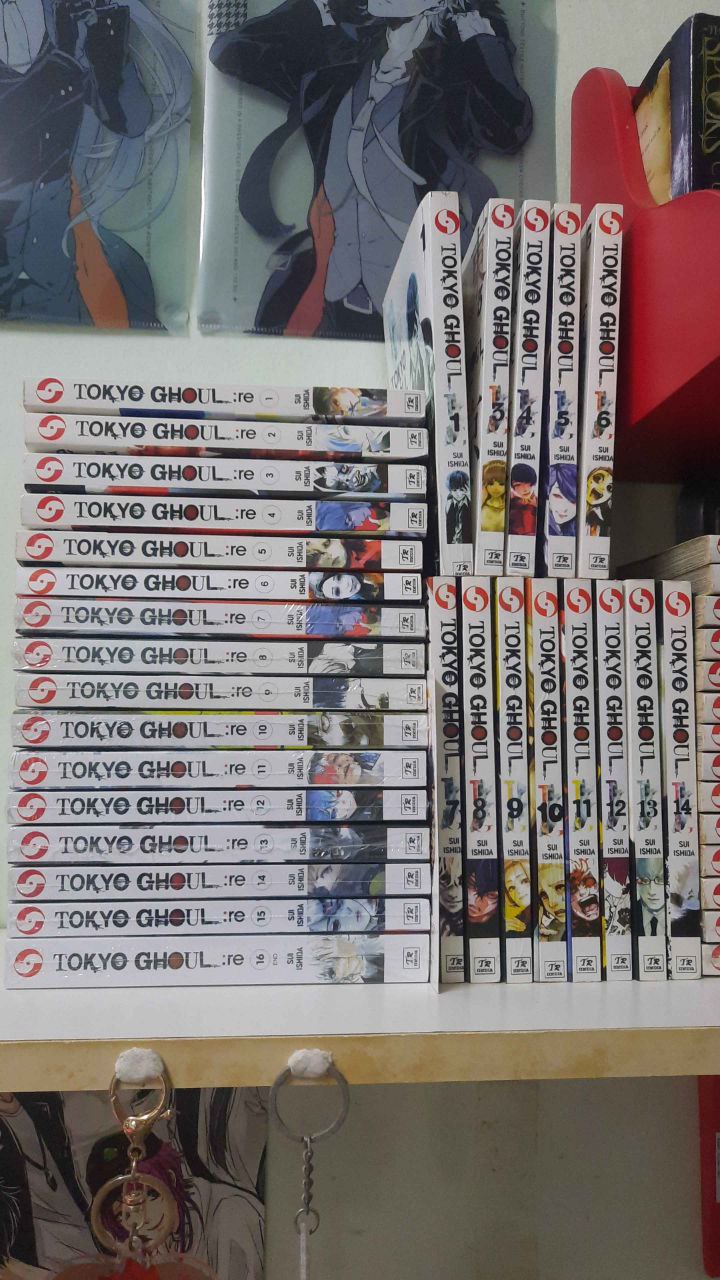 TOKYO GHOUL :re 1 SUI ISHIDA
TOKYO GHOUL :re 2 SUI ISHIDA
TOKYO GHOUL :re 3 SUI ISHIDA
TOKYO GHOUL :re 4 SUI ISHIDA
TOKYO GHOUL :re 5 SUI ISHIDA
TOKYO GHOUL :re 6 SUI ISHIDA
TOKYO GHOUL :re 7 SUI ISHIDA
TOKYO GHOUL :re 8 SUI ISHIDA
TOKYO GHOUL :re 9 SUI ISHIDA
TOKYO GHOUL :re 10 SUI ISHIDA
TOKYO GHOUL :re 11 SUI ISHIDA
TOKYO GHOUL :re 12 SUI ISHIDA
TOKYO GHOUL :re 13 SUI ISHIDA
TOKYO GHOUL :re 14 SUI ISHIDA
TOKYO GHOUL :re 15 SUI ISHIDA
TOKYO GHOUL :re 16 END SUI ISHIDA
1
TOKYO GHOUL 1 SUI ISHIDA
TOKYO GHOUL 3 SUI ISHIDA
TOKYO GHOUL 4
TOKYO GHOUL 5 SUI ISHIDA
TOKYO GHOUL 6 SUI ISHIDA
TOKYO GHOUL 7 SUI ISHIDA
TOKYO GHOUL 8 SUI ISHIDA
TOKYO GHOUL 9 SUI ISHIDA
TOKYO GHOUL 10 SUI ISHIDA
TOKYO GHOUL 11 SUI ISHIDA
TOKYO GHOUL 12 SUI ISHIDA
TOKYO GHOUL 13 SUI ISHIDA
TOKYO GHOUL 14 SUI ISHIDA